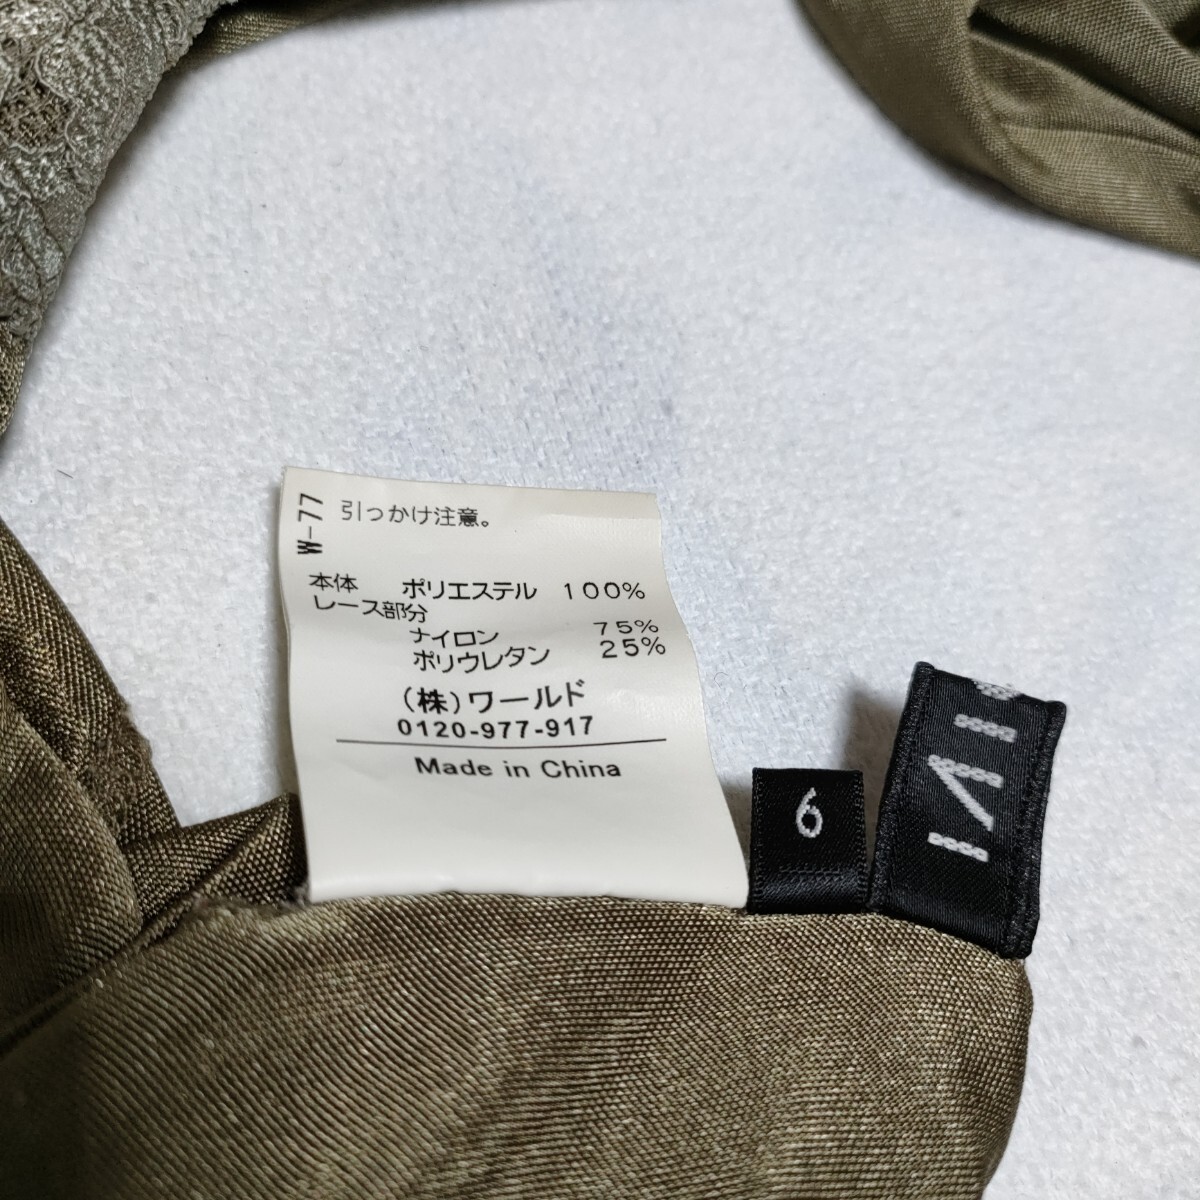 W-77
引っかけ注意。
本体 ポリエステル 100%
レース部分
ナイロン 75%
ポリウレタン 25%
(株)ワールド
0120-977-917
Made in China
6